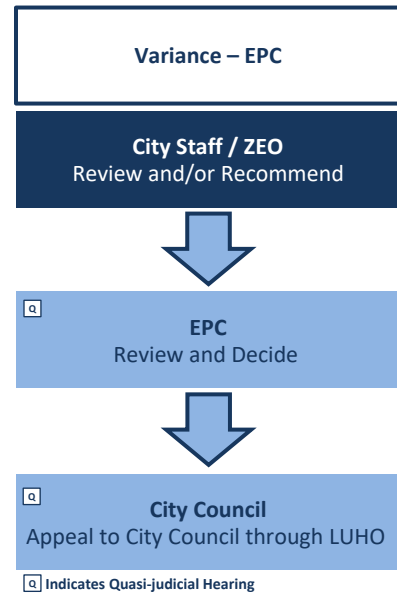 Variance – EPC
City Staff / ZEO
Review and/or Recommend
Q
EPC
Review and Decide
Q
City Council
Appeal to City Council through LUHO
Q Indicates Quasi-judicial Hearing